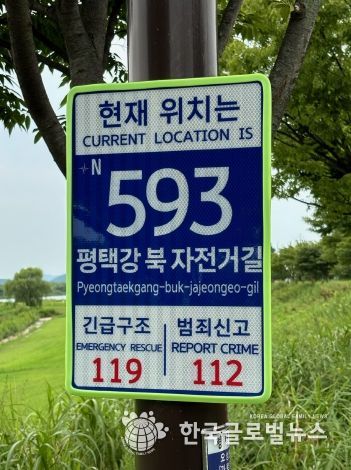 현재 위치는
CURRENT LOCATION IS
N
593
평택강 북 자전거길
Pyeongtaekgang-buk-jajeongeo-gil
긴급구조 범죄신고
EMERGENCY RESCUE REPORT CRIME
119 112
KOREA GLOBAL FAMILY NEWS
한국글로벌뉴스